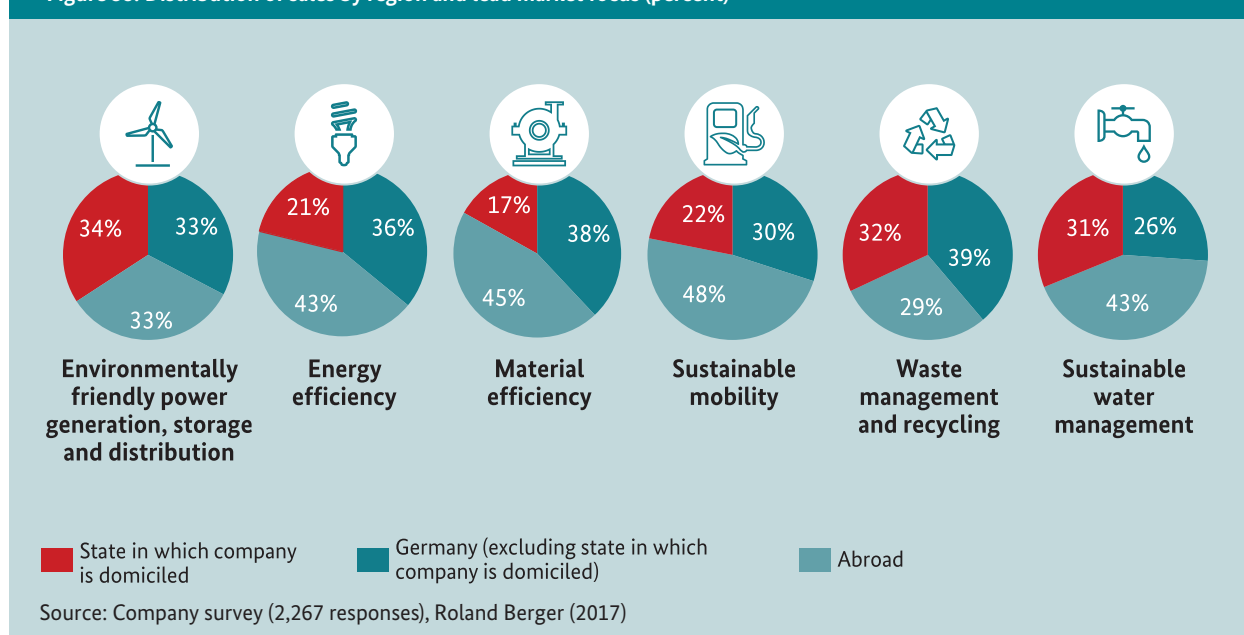 34%
33%
33%
21%
36%
43%
17%
38%
45%
22%
30%
48%
32%
39%
29%
31%
26%
43%
Environmentally
friendly power
generation, storage
and distribution
Energy
efficiency
Material
efficiency
Sustainable
mobility
Waste
management
and recycling
Sustainable
water
management
State in which company
is domiciled
Germany (excluding state in which
company is domiciled)
Abroad
Source: Company survey (2,267 responses), Roland Berger (2017)